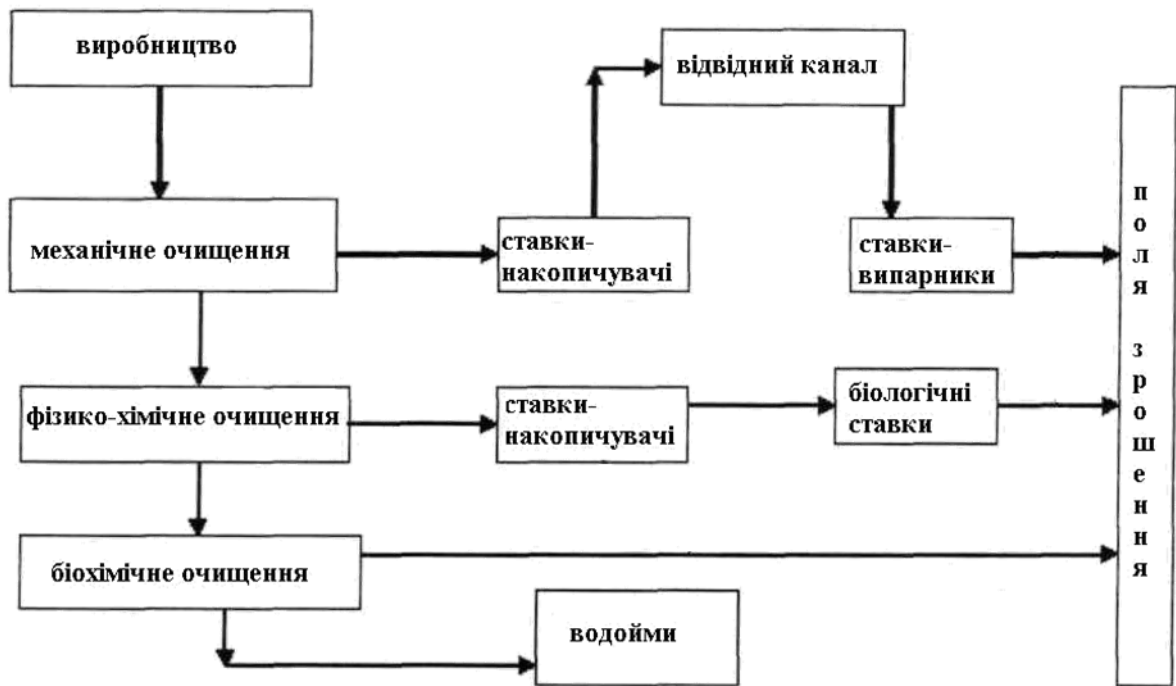 виробництво
відвідний канал
механічне очищення
ставки-
накопичувачі
ставки-
випарники
фізико-хімічне очищення
ставки-
накопичувачі
біологічні
ставки
біохімічне очищення
водойми
поля зрошення